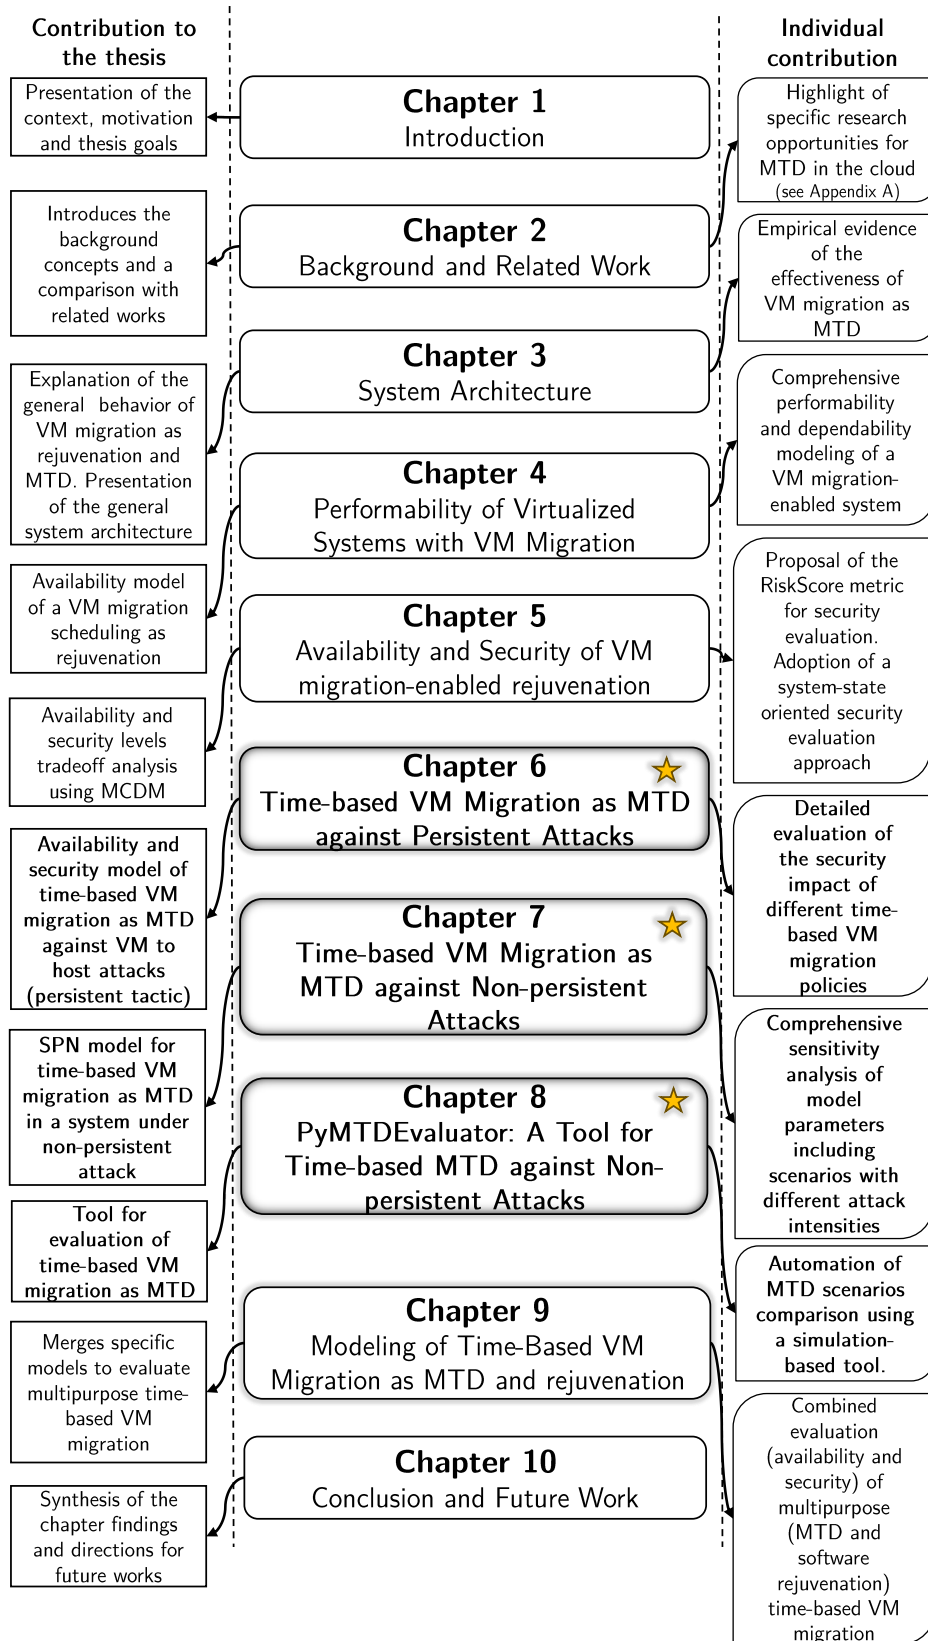 Contribution to
the thesis
Presentation of the
context, motivation
and thesis goals
Introduces the
background
concepts and a
comparison with
related works
Explanation of the
general behavior of
VM migration as
rejuvenation and
MTD. Presentation
of the general
system architecture
Availability model
of a VM migration
scheduling as
rejuvenation
Availability and
security levels
tradeoff analysis
using MCDM
Availability and
security model of
time-based VM
migration as MTD
against VM to
host attacks
(persistent tactic)
SPN model for
time-based VM
migration as MTD
in a system under
non-persistent
attack
Tool for
evaluation of
time-based VM
migration as MTD
Merges specific
models to evaluate
multipurpose time-
based VM
migration
Synthesis of the
chapter findings
and directions for
future works
Chapter 1
Introduction
Chapter 2
Background and Related Work
Chapter 3
System Architecture
Chapter 4
Performability of Virtualized
Systems with VM Migration
Chapter 5
Availability and Security of VM
migration-enabled rejuvenation
Chapter 6
Time-based VM Migration as MTD
against Persistent Attacks
Chapter 7
Time-based VM Migration as
MTD against Non-persistent
Attacks
Chapter 8
PyMTDEvaluator: A Tool for
Time-based MTD against Non-
persistent Attacks
Chapter 9
Modeling of Time-Based VM
Migration as MTD and rejuvenation
Chapter 10
Conclusion and Future Work
Individual
contribution
Highlight of
specific research
opportunities for
MTD in the cloud
(see Appendix A)
Empirical evidence
of the
effectiveness of
VM migration as
MTD
Comprehensive
performability
and dependability
modeling of a
VM migration-
enabled system
Proposal of the
RiskScore metric
for security
evaluation.
Adoption of a
system-state
oriented security
evaluation
approach
Detailed
evaluation of
the security
impact of
different time-
based VM
migration
policies
Comprehensive
sensitivity
analysis of
model
parameters
including
scenarios with
different attack
intensities
Automation of
MTD scenarios
comparison using
a simulation-
based tool.
Combined
evaluation
(availability and
security) of
multipurpose
(MTD and
software
rejuvenation)
time-based VM
migration